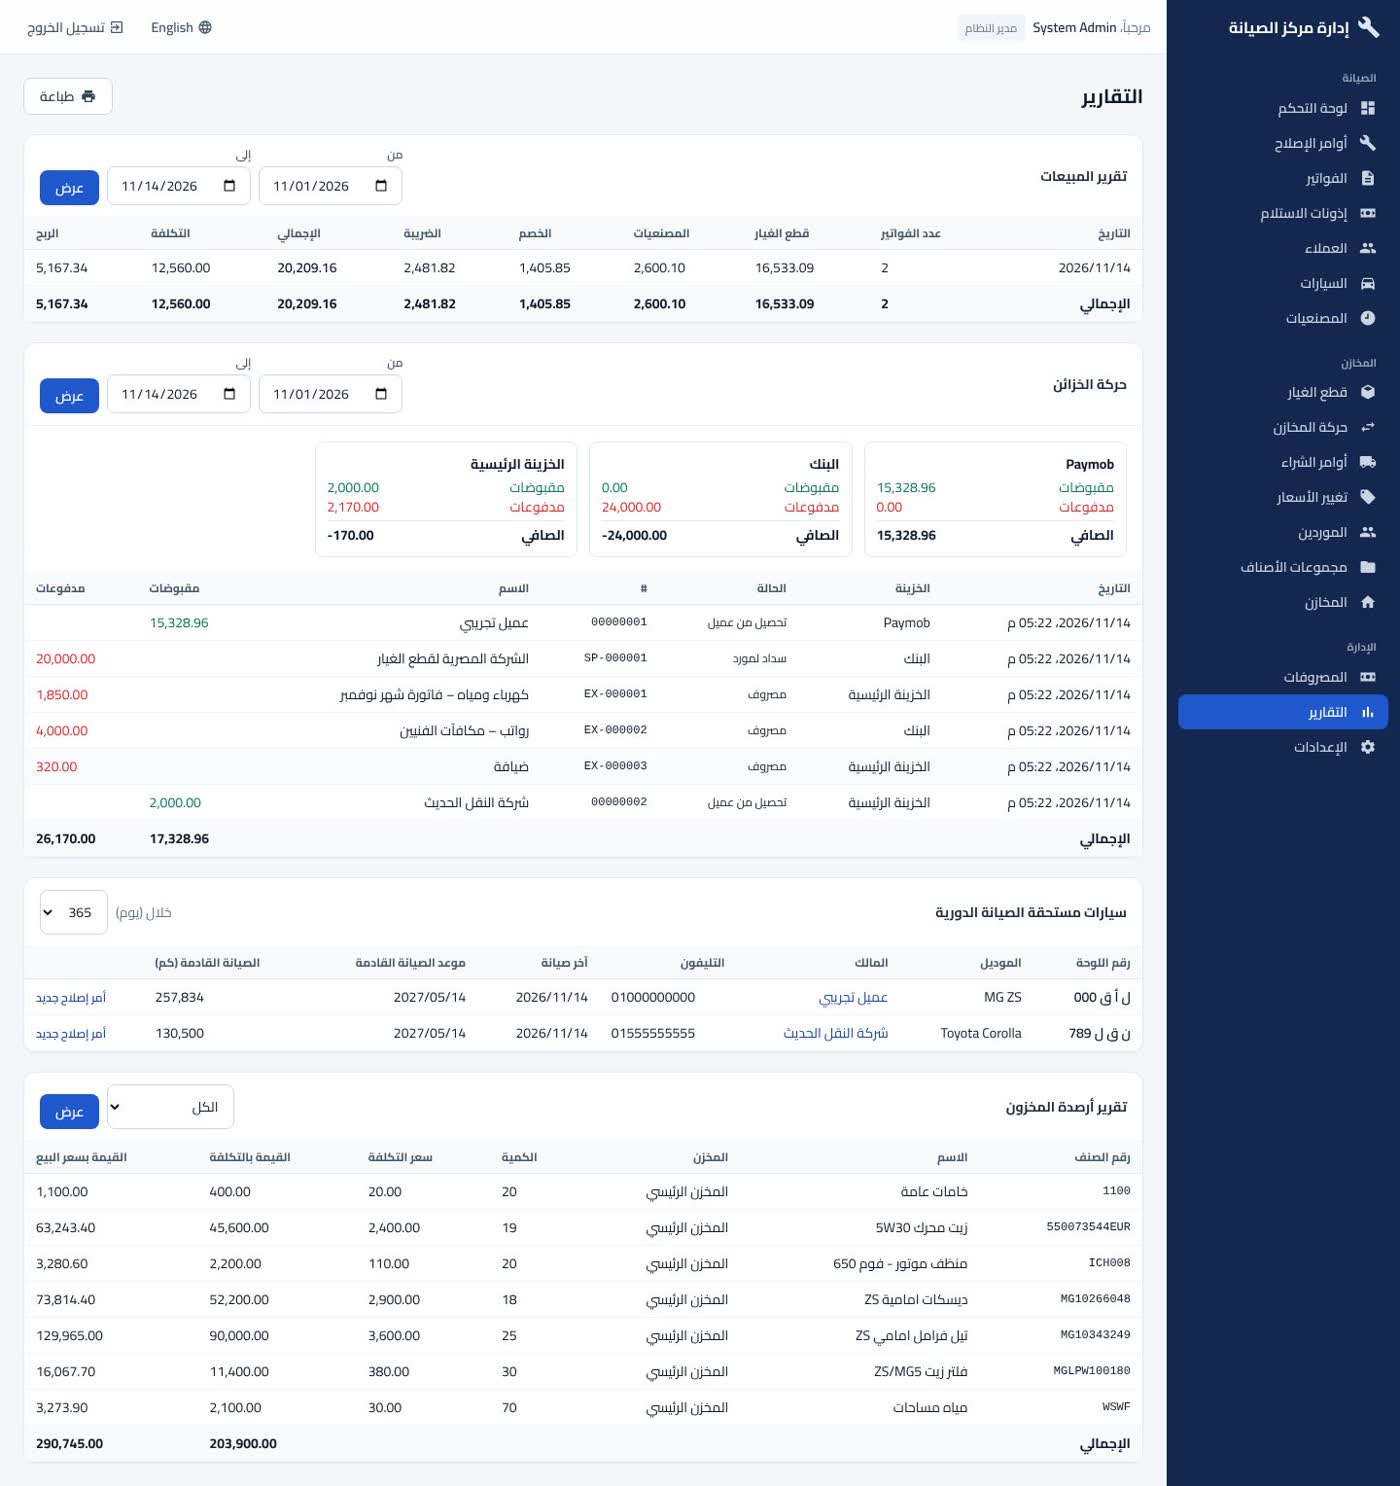 إدارة مركز الصيانة
الصيانة
لوحة التحكم
أوامر الإصلاح
الفواتير
إذونات الاستلام
العملاء
السيارات
المصنعيات
المخازن
قطع الغيار
حركة المخازن
أوامر الشراء
تغيير الأسعار
الموردين
مجموعات الأصناف
المخازن
الإدارة
المصروفات
التقارير
الإعدادات
مرحباً، System Admin مدير النظام
English
تسجيل الخروج
التقارير
طباعة
تقرير المبيعات
من 11/01/2026
إلى 11/14/2026
عرض
التاريخ عدد الفواتير قطع الغيار المصنعيات الخصم الضريبة الإجمالي التكلفة الربح
2026/11/14 2 16,533.09 2,600.10 1,405.85 2,481.82 20,209.16 12,560.00 5,167.34
الإجمالي 2 16,533.09 2,600.10 1,405.85 2,481.82 20,209.16 12,560.00 5,167.34
حركة الخزائن
من 11/01/2026
إلى 11/14/2026
عرض
Paymob
مقبوضات 15,328.96
مدفوعات 0.00
الصافي 15,328.96
البنك
مقبوضات 0.00
مدفوعات 24,000.00
الصافي -24,000.00
الخزينة الرئيسية
مقبوضات 2,000.00
مدفوعات 2,170.00
الصافي -170.00
التاريخ الخزينة الحالة # الاسم مقبوضات مدفوعات
2026/11/14، 05:22 م Paymob تحصيل من عميل 00000001 عميل تجريبي 15,328.96
2026/11/14، 05:22 م البنك سداد لمورد SP-000001 الشركة المصرية لقطع الغيار 20,000.00
2026/11/14، 05:22 م الخزينة الرئيسية مصروف EX-000001 كهرباء ومياه – فاتورة شهر نوفمبر 1,850.00
2026/11/14، 05:22 م البنك مصروف EX-000002 رواتب – مكافآت الفنيين 4,000.00
2026/11/14، 05:22 م الخزينة الرئيسية مصروف EX-000003 ضيافة 320.00
2026/11/14، 05:22 م الخزينة الرئيسية تحصيل من عميل 00000002 شركة النقل الحديث 2,000.00
الإجمالي 17,328.96 26,170.00
سيارات مستحقة الصيانة الدورية
خلال (يوم) 365
رقم اللوحة الموديل المالك التليفون آخر صيانة موعد الصيانة القادمة الصيانة القادمة (كم)
ل أ ق 000 MG ZS عميل تجريبي 01000000000 2026/11/14 2027/05/14 257,834 أمر إصلاح جديد
ن ق ل 789 Toyota Corolla شركة النقل الحديث 01555555555 2026/11/14 2027/05/14 130,500 أمر إصلاح جديد
تقرير أرصدة المخزون
الكل
عرض
رقم الصنف الاسم المخزن الكمية سعر التكلفة القيمة بالتكلفة القيمة بسعر البيع
1100 خامات عامة المخزن الرئيسي 20 20.00 400.00 1,100.00
550073544EUR زيت محرك 5W30 المخزن الرئيسي 19 2,400.00 45,600.00 63,243.40
ICH008 منظف موتور - فوم 650 المخزن الرئيسي 20 110.00 2,200.00 3,280.60
MG10266048 ديسكات امامية ZS المخزن الرئيسي 18 2,900.00 52,200.00 73,814.40
MG10343249 تيل فرامل امامي ZS المخزن الرئيسي 25 3,600.00 90,000.00 129,965.00
MGLPW100180 فلتر زيت ZS/MG5 المخزن الرئيسي 30 380.00 11,400.00 16,067.70
WSWF مياه مساحات المخزن الرئيسي 70 30.00 2,100.00 3,273.90
الإجمالي 203,900.00 290,745.00